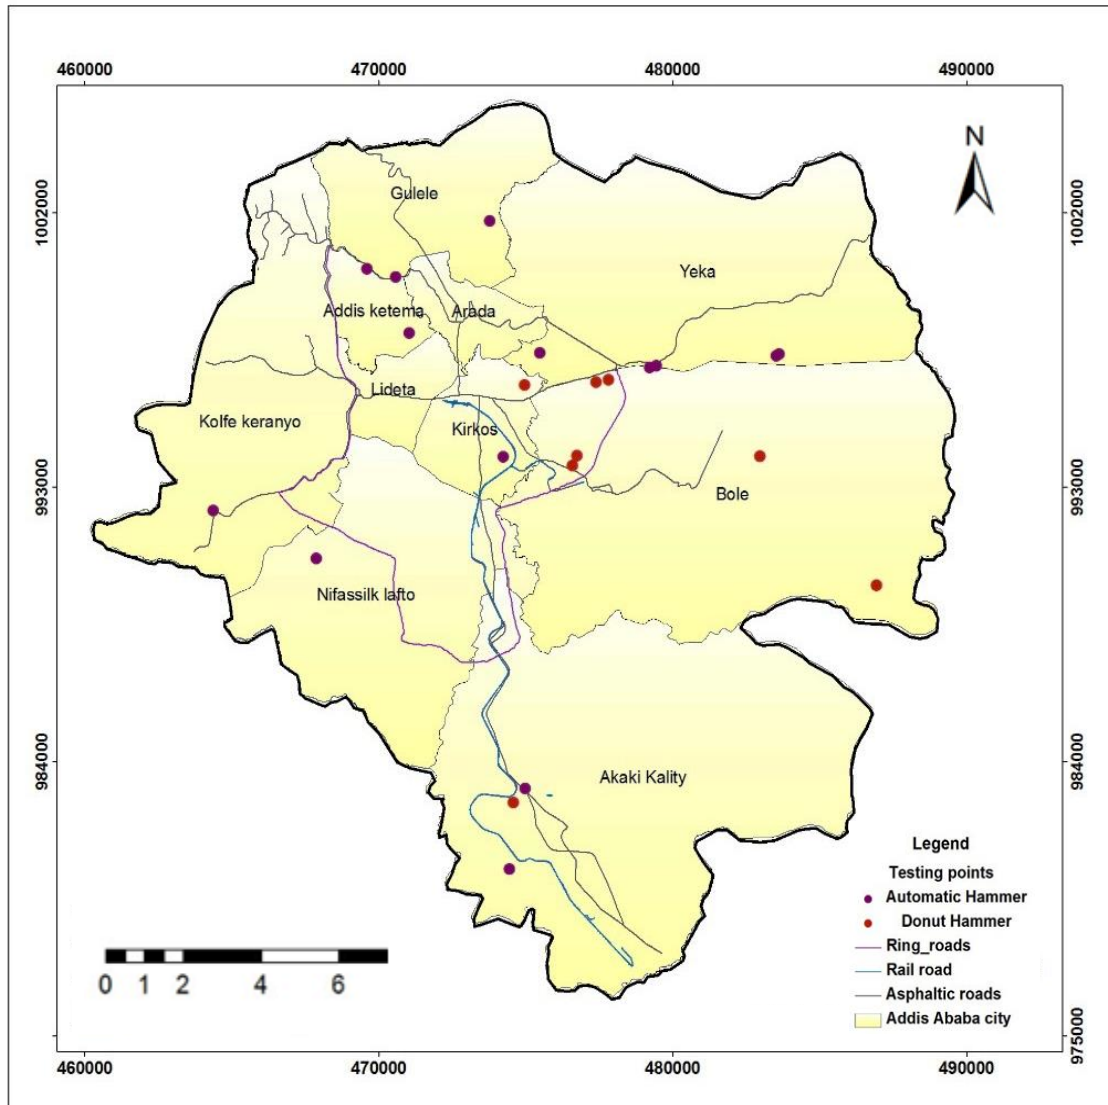 460000 470000 480000 490000
N
1002000
1002000
Gulele
Yeka
Addis ketema
Arada
Lideta
Kolfe keranyo
Kirkos
993000
993000
Bole
Nifassilk lafto
984000
984000
Akaki Kality
Legend
Testing points
Automatic Hammer
Donut Hammer
Ring_roads
Rail road
Asphaltic roads
Addis Ababa city
0 1 2 4 6
975000
460000 470000 480000 490000